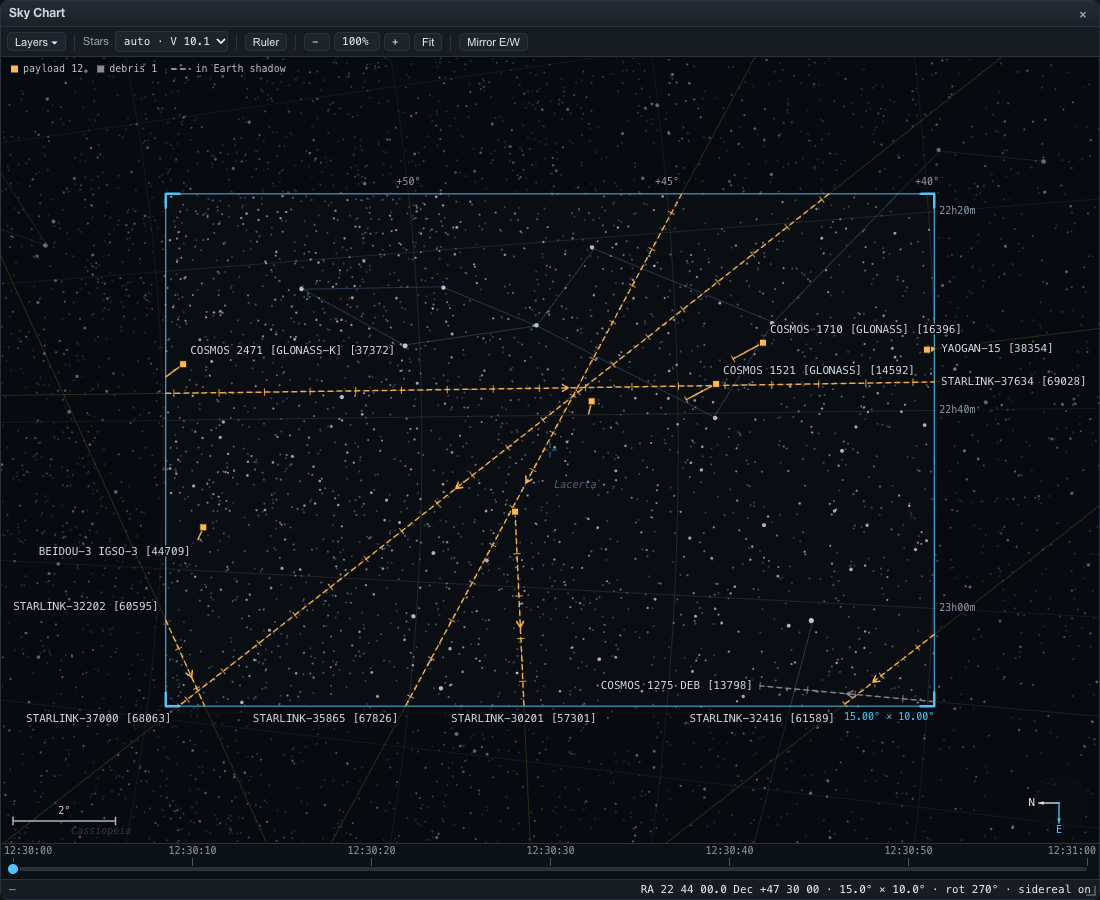 Sky Chart ×
Layers Stars auto · V 10.1 Ruler − 100% + Fit Mirror E/W
payload 12 debris 1 in Earth shadow
+50° +45° +40°
22h20m
COSMOS 1710 [GLONASS] [16396]
COSMOS 2471 [GLONASS-K] [37372] YAOGAN-15 [38354]
COSMOS 1521 [GLONASS] [14592]
STARLINK-37634 [69028]
22h40m
Lacerta
BEIDOU-3 IGSO-3 [44709]
STARLINK-32202 [60595] 23h00m
COSMOS 1275 DEB [13798]
STARLINK-37000 [68063] STARLINK-35865 [67826] STARLINK-30201 [57301] STARLINK-32416 [61589] 15.00° × 10.00°
2° N
Cassiopeia E
12:30:00 12:30:10 12:30:20 12:30:30 12:30:40 12:30:50 12:31:00
— RA 22 44 00.0 Dec +47 30 00 · 15.0° × 10.0° · rot 270° · sidereal on